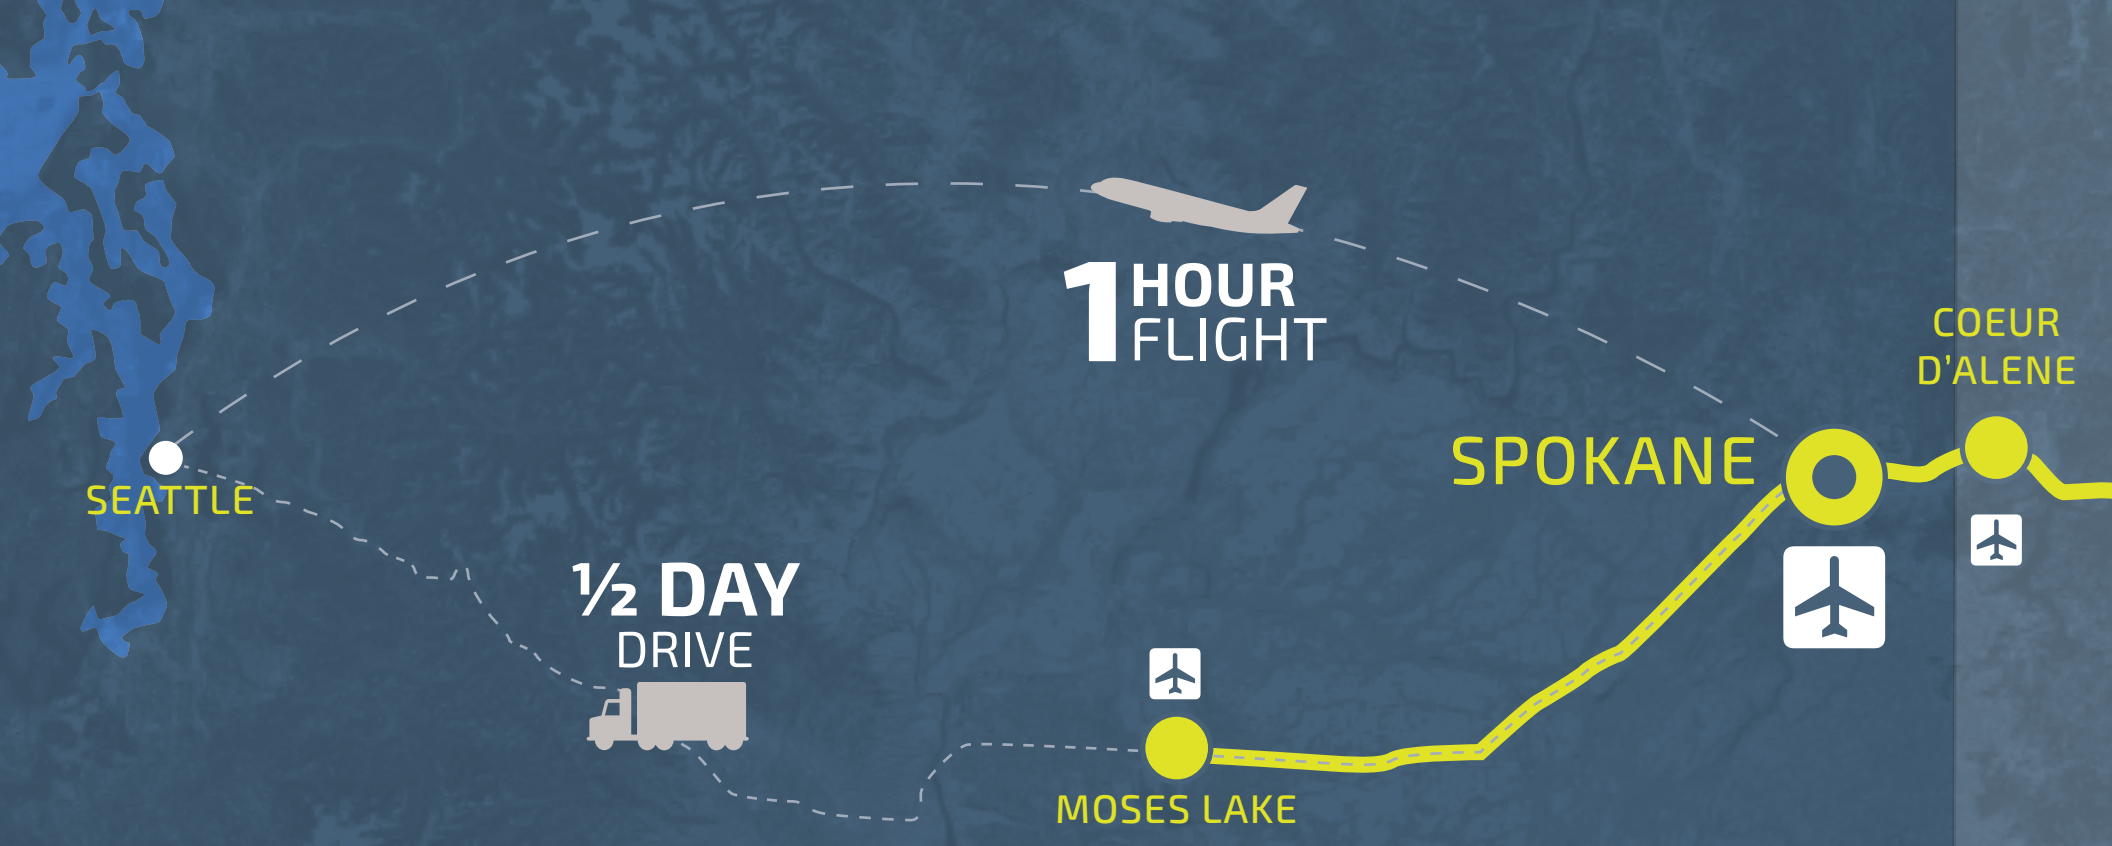 1 HOUR
FLIGHT
COEUR
D'ALENE
SPOKANE
SEATTLE
½ DAY
DRIVE
MOSES LAKE